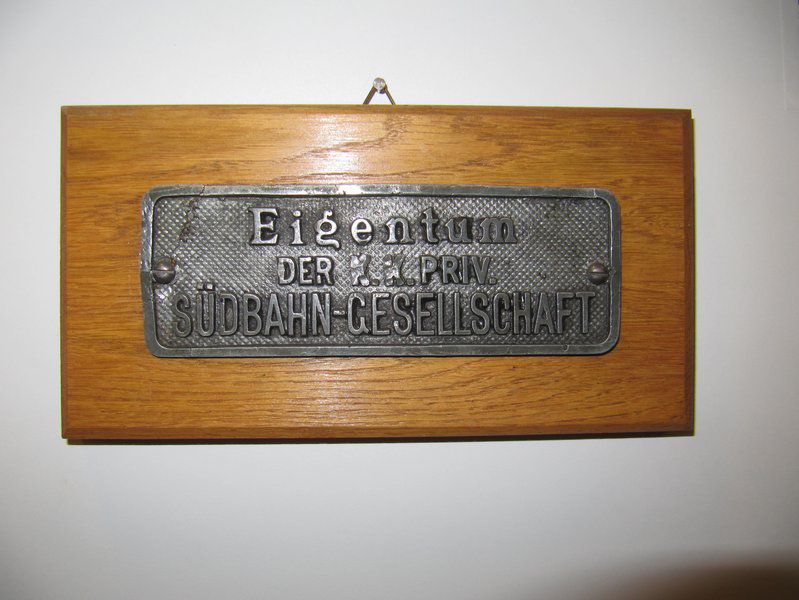 Eigentum
DER K.K. PRIV.
SÜDBAHN-GESELLSCHAFT